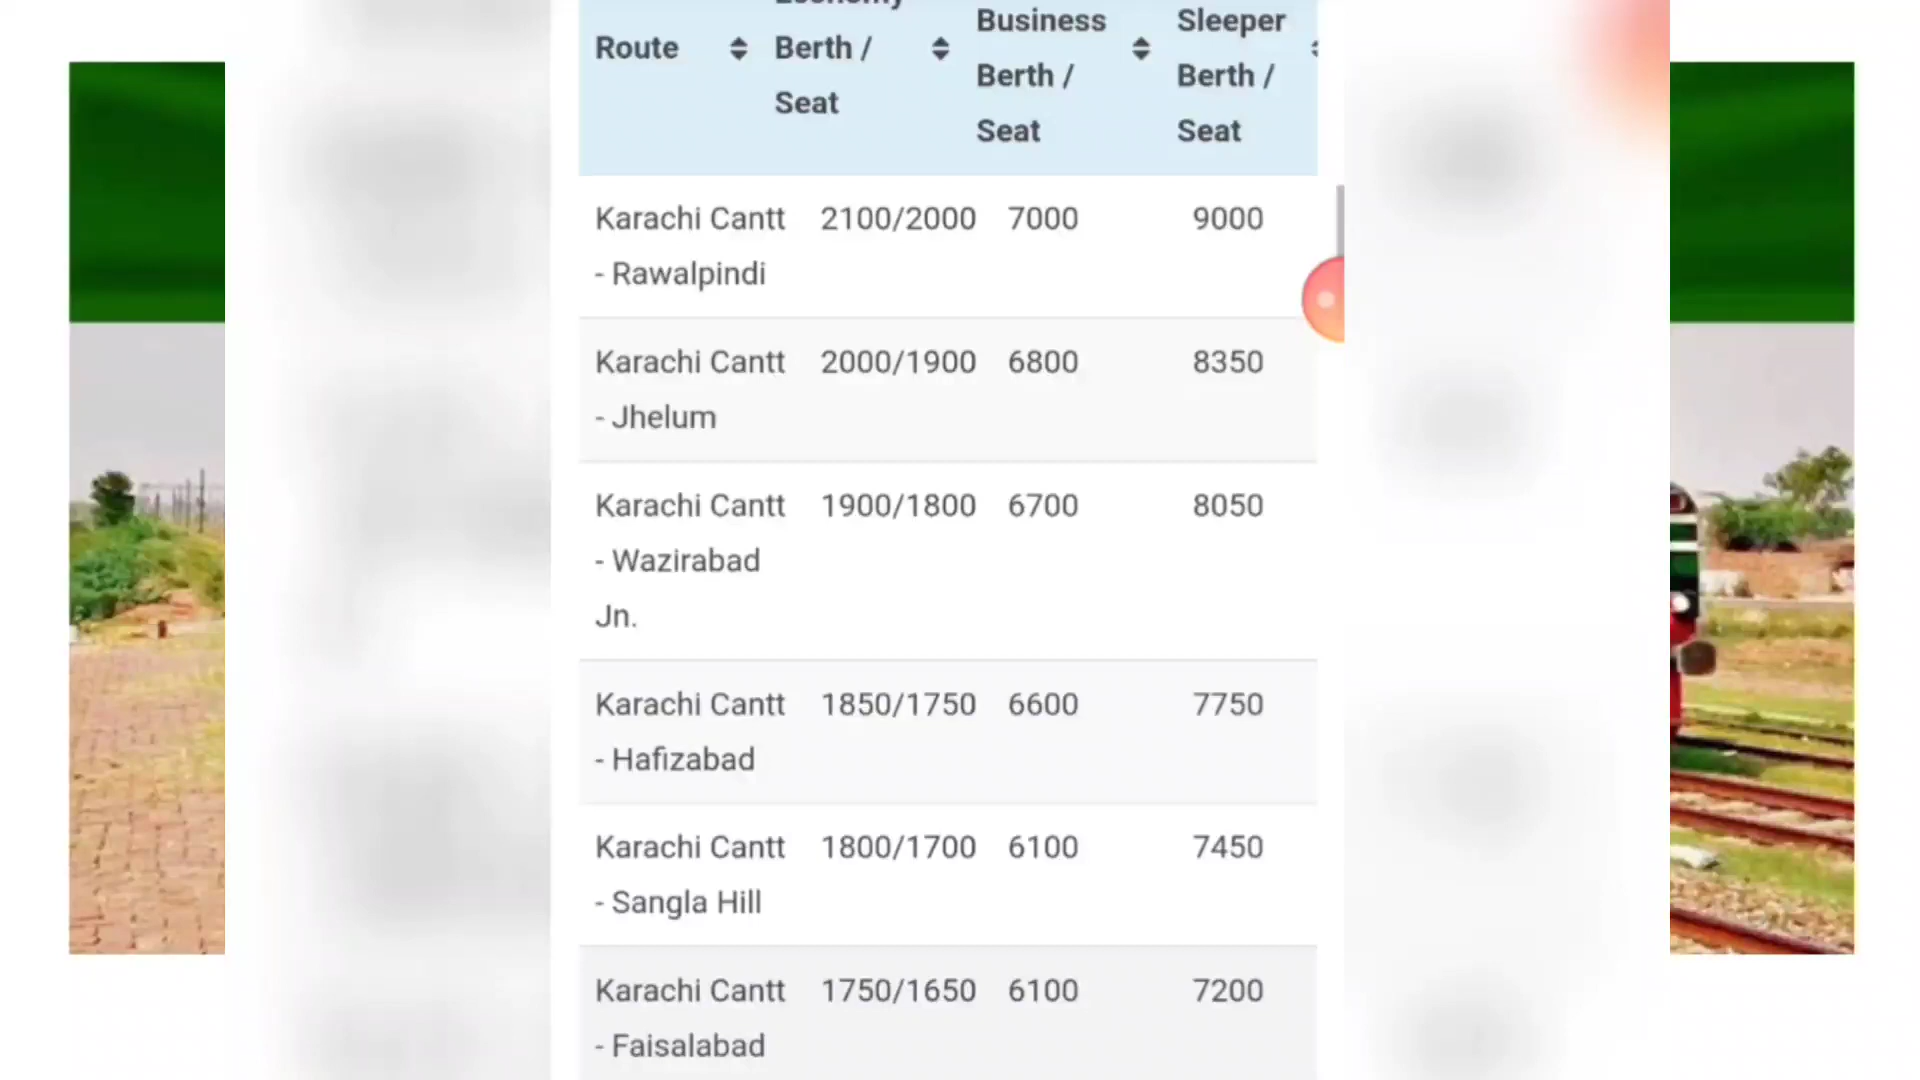 Economy
Business
Sleeper
Route
Berth /
Berth /
Berth /
Seat
Seat
Seat
Karachi Cantt 2100/2000 7000 9000
- Rawalpindi
Karachi Cantt 2000/1900 6800 8350
- Jhelum
Karachi Cantt 1900/1800 6700 8050
- Wazirabad
Jn.
Karachi Cantt 1850/1750 6600 7750
- Hafizabad
Karachi Cantt 1800/1700 6100 7450
- Sangla Hill
Karachi Cantt 1750/1650 6100 7200
- Faisalabad